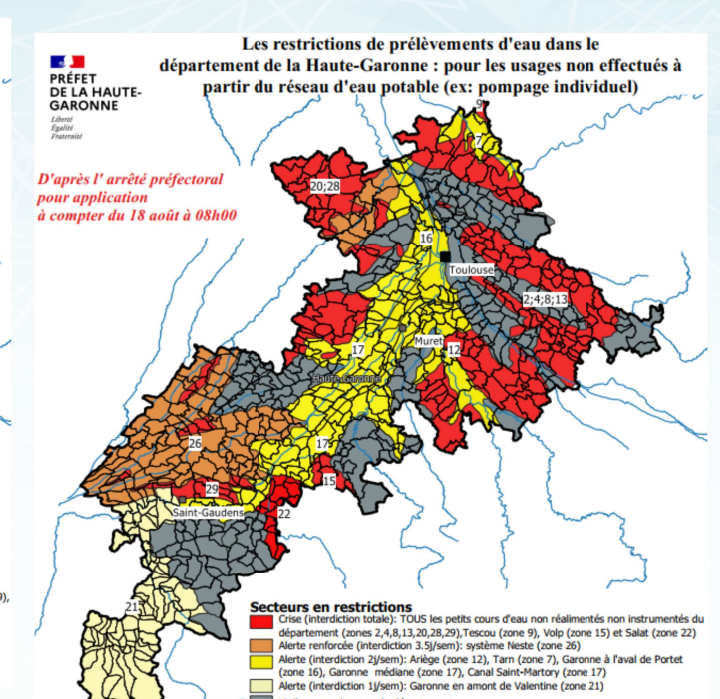 Les restrictions de prélèvements d'eau dans le
département de la Haute-Garonne : pour les usages non effectués à
partir du réseau d'eau potable (ex: pompage individuel)
PRÉFET
DE LA HAUTE-
GARONNE
Liberté
Égalité
Fraternité
D'après l' arrêté préfectoral
pour application
à compter du 18 août à 08h00
9
7
20;28
16
Toulouse
2;4;8;13
Muret
17
12
Haute-Garonne
26
17
15
29
Saint-Gaudens
22
21
9),
Secteurs en restrictions
Crise (interdiction totale): TOUS les petits cours d'eau non réalimentés non instrumentés du
département (zones 2,4,8,13,20,28,29),Tescou (zone 9), Volp (zone 15) et Salat (zone 22)
Alerte renforcée (interdiction 3.5j/sem): système Neste (zone 26)
Alerte (interdiction 2j/sem): Ariège (zone 12), Tarn (zone 7), Garonne à l'aval de Portet
(zone 16), Garonne médiane (zone 17), Canal Saint-Martory (zone 17)
Alerte (interdiction 1j/sem): Garonne en amont de Valentine (zone 21)